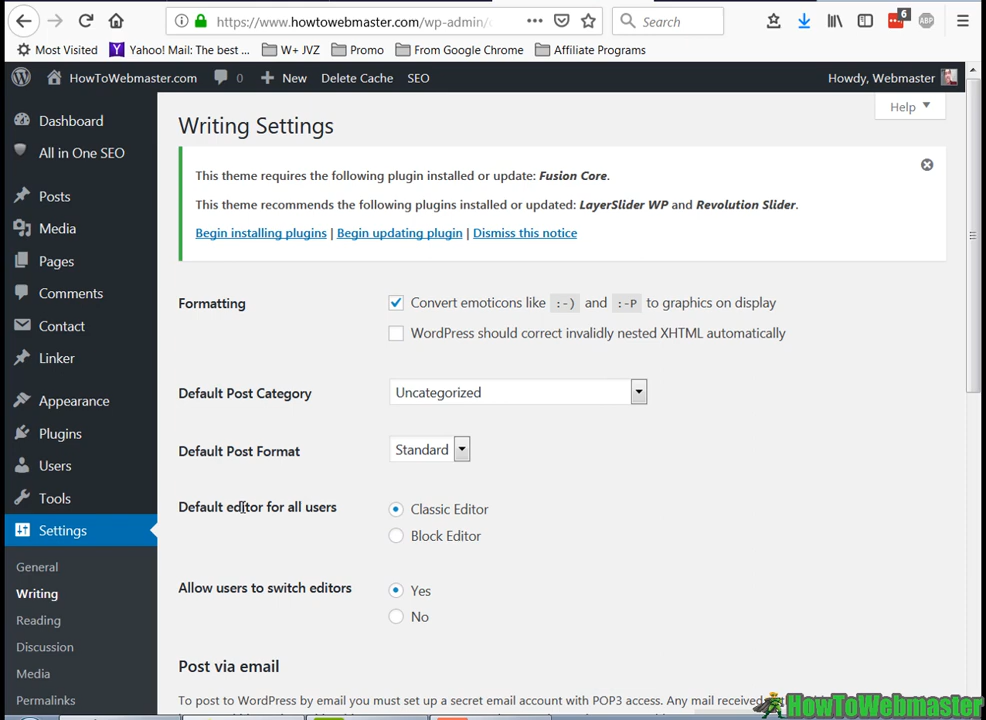 https://www.howtowebmaster.com/wp-admin/
Search
6
ABP
Most Visited
Yahoo! Mail: The best ...
W+ JVZ
Promo
From Google Chrome
Affiliate Programs
HowToWebmaster.com
0
New
Delete Cache
SEO
Howdy, Webmaster
Help
Dashboard
All in One SEO
Posts
Media
Pages
Comments
Contact
Linker
Appearance
Plugins
Users
Tools
Settings
General
Writing
Reading
Discussion
Media
Permalinks
Writing Settings
This theme requires the following plugin installed or update: Fusion Core.
This theme recommends the following plugins installed or updated: LayerSlider WP and Revolution Slider.
Begin installing plugins | Begin updating plugin | Dismiss this notice
Formatting
Convert emoticons like :-) and :-P to graphics on display
WordPress should correct invalidly nested XHTML automatically
Default Post Category
Uncategorized
Default Post Format
Standard
Default editor for all users
Classic Editor
Block Editor
Allow users to switch editors
Yes
No
Post via email
To post to WordPress by email you must set up a secret email account with POP3 access. Any mail received
HowToWebmaster